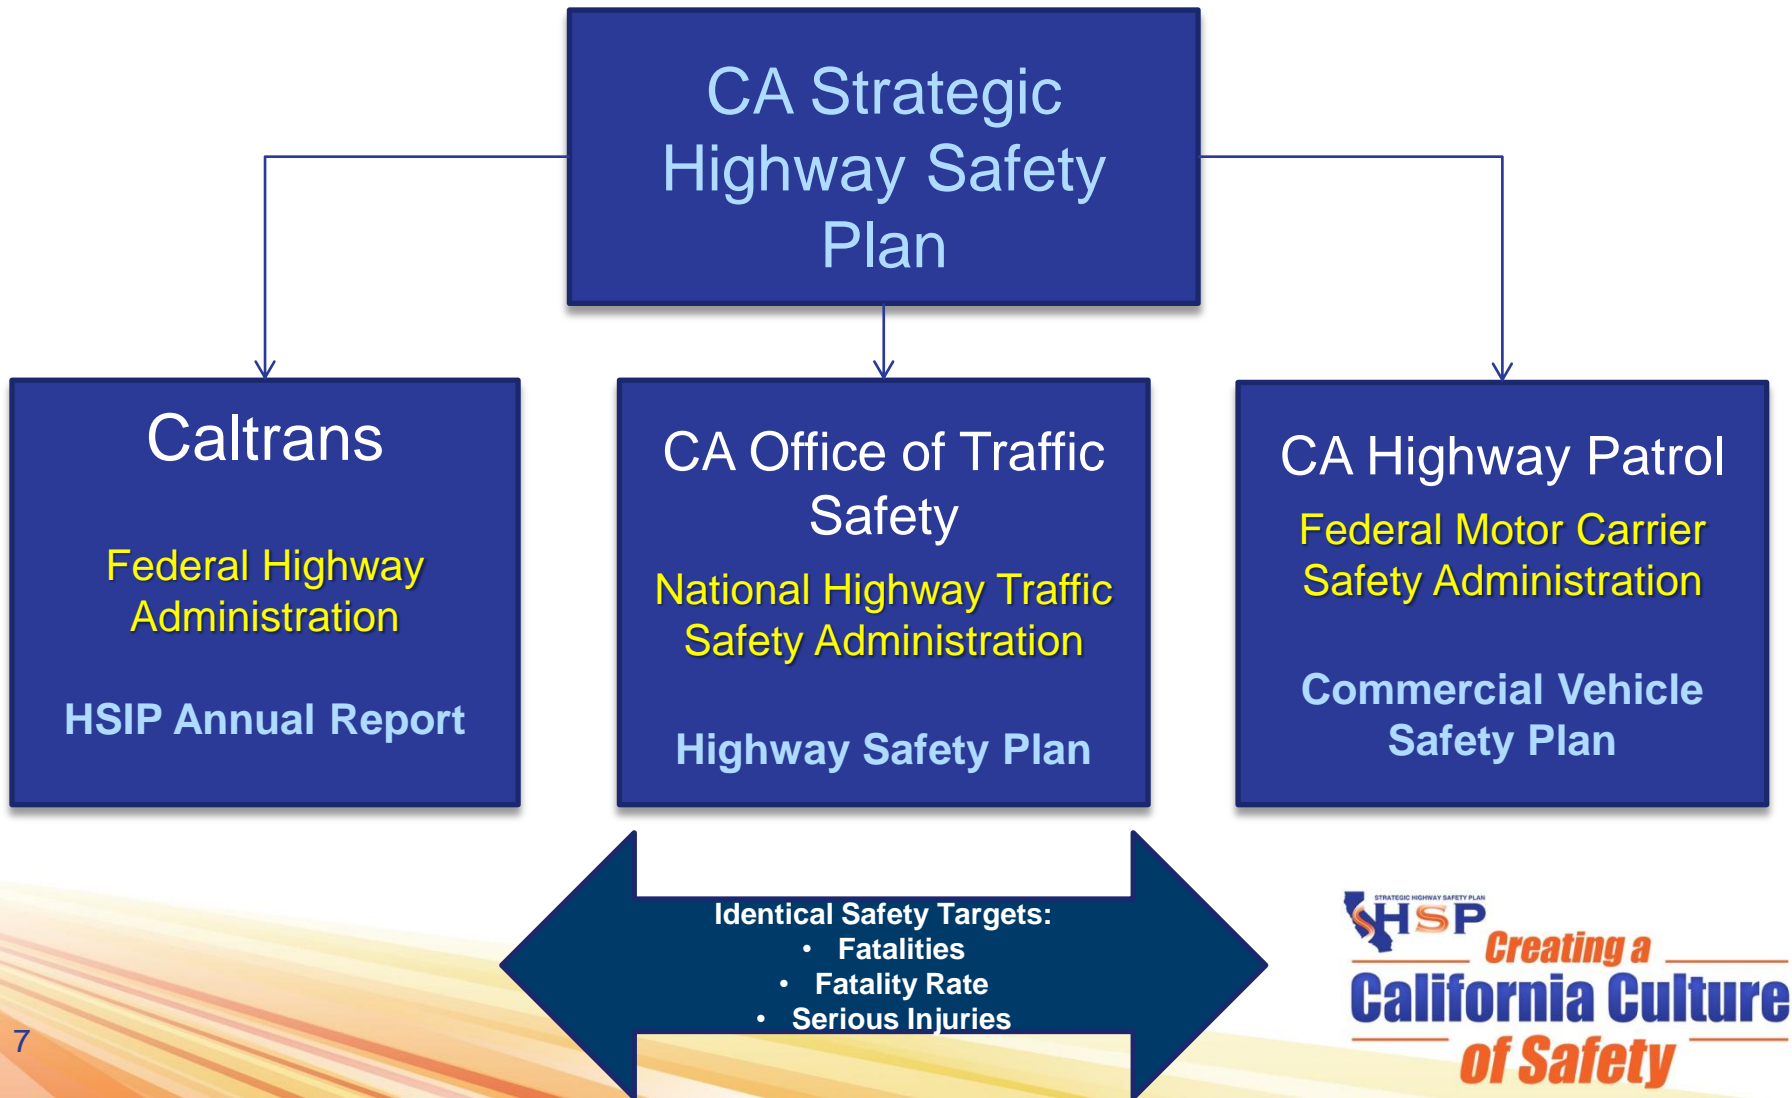 CA Strategic
Highway Safety
Plan
Caltrans
Federal Highway
Administration
HSIP Annual Report
CA Office of Traffic
Safety
National Highway Traffic
Safety Administration
Highway Safety Plan
CA Highway Patrol
Federal Motor Carrier
Safety Administration
Commercial Vehicle
Safety Plan
Identical Safety Targets:
• Fatalities
• Fatality Rate
• Serious Injuries
STRATEGIC HIGHWAY SAFETY PLAN
SHSP
Creating a
California Culture
of Safety
7